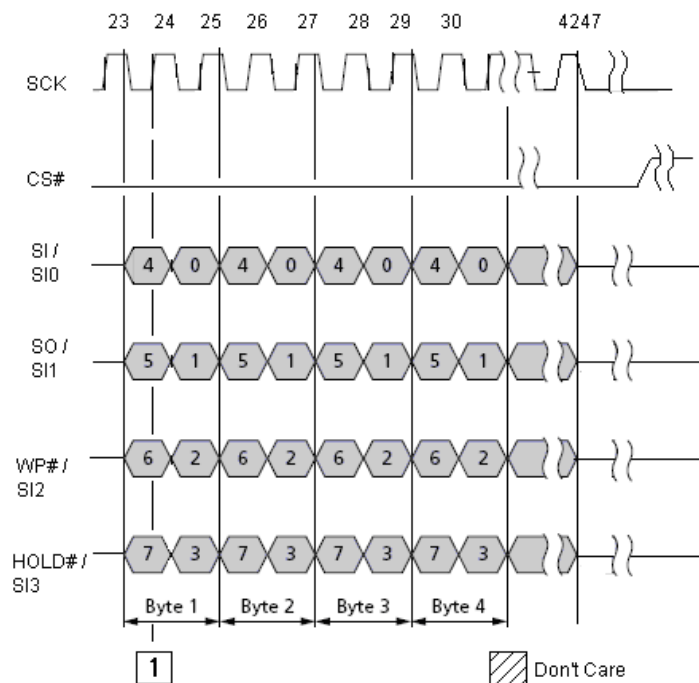 23 24 25 26 27 28 29 30 4247
SCK
CS#
SI /
SI0
4 0 4 0 4 0 4 0
SO /
SI1
5 1 5 1 5 1 5 1
WP# /
SI2
6 2 6 2 6 2 6 2
HOLD# /
SI3
7 3 7 3 7 3 7 3
Byte 1 Byte 2 Byte 3 Byte 4
1
Don't Care